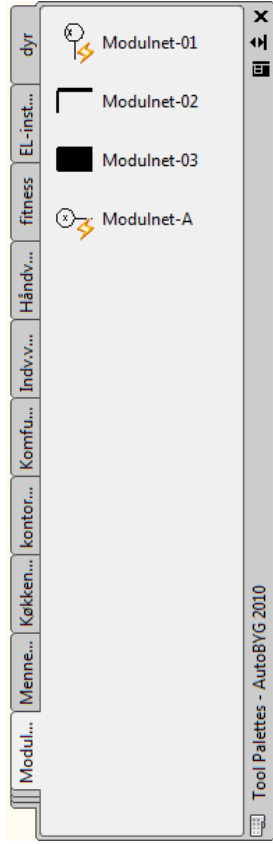 dyr
EL-inst...
fitness
Håndv...
Indv.v...
Komfu...
kontor...
Køkken...
Menne...
Modul...
Modulnet-01
Modulnet-02
Modulnet-03
Modulnet-A
Tool Palettes - AutoBYG 2010